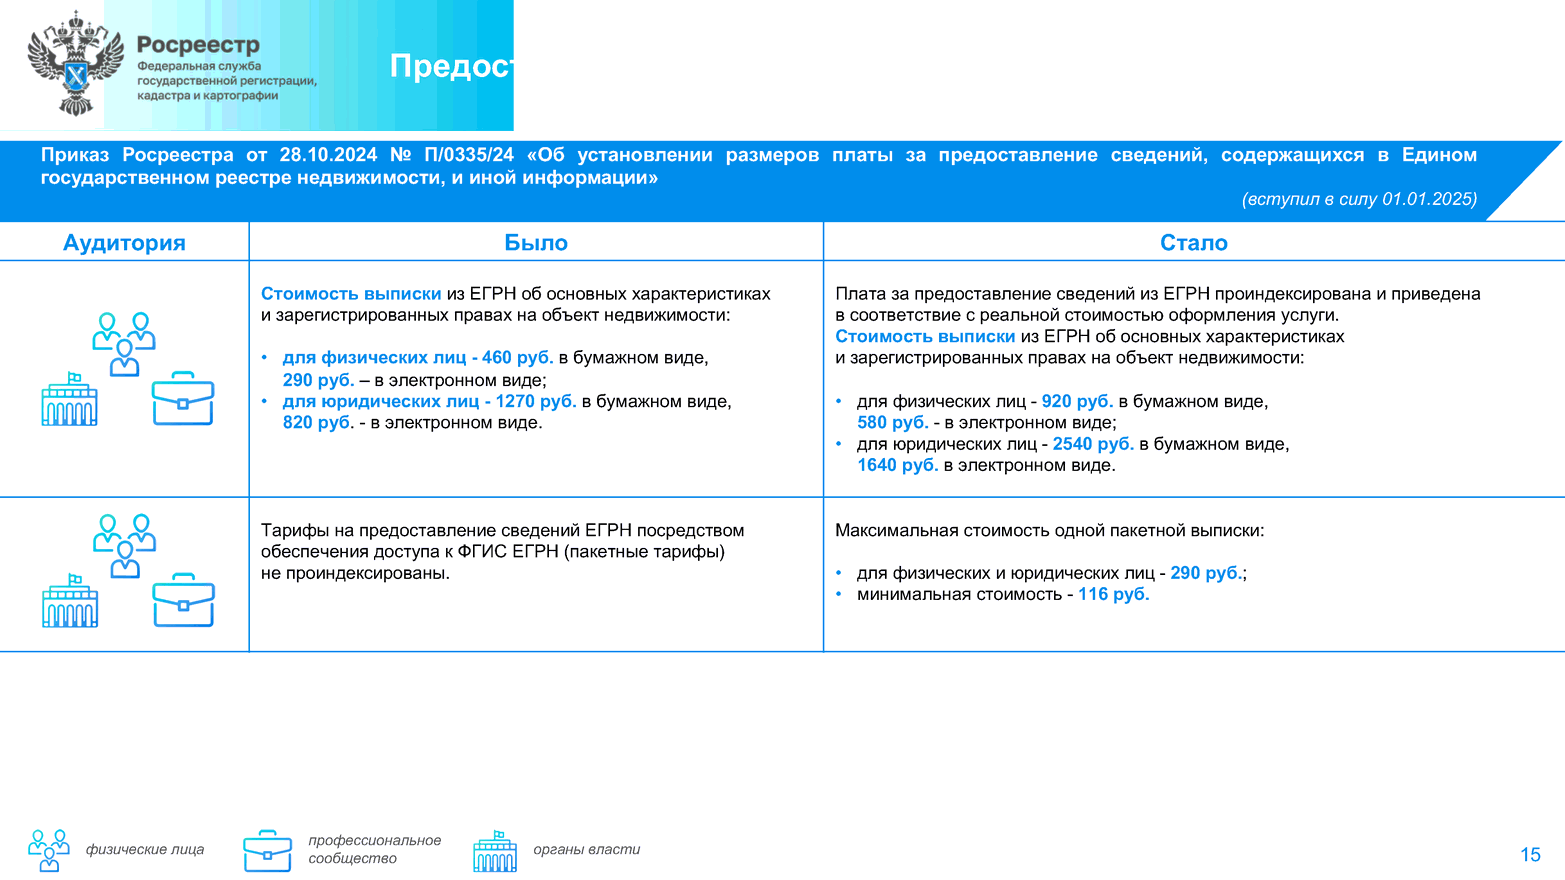 Росреестр
Федеральная служба
государственной регистрации,
кадастра и картографии
Предост
Приказ Росреестра от 28.10.2024 № П/0335/24 «Об установлении размеров платы за предоставление сведений, содержащихся в Едином
государственном реестре недвижимости, и иной информации»
(вступил в силу 01.01.2025)
Аудитория
Было
Стало
Стоимость выписки из ЕГРН об основных характеристиках
и зарегистрированных правах на объект недвижимости:
• для физических лиц - 460 руб. в бумажном виде,
290 руб. – в электронном виде;
• для юридических лиц - 1270 руб. в бумажном виде,
820 руб. - в электронном виде.
Плата за предоставление сведений из ЕГРН проиндексирована и приведена
в соответствие с реальной стоимостью оформления услуги.
Стоимость выписки из ЕГРН об основных характеристиках
и зарегистрированных правах на объект недвижимости:
• для физических лиц - 920 руб. в бумажном виде,
580 руб. - в электронном виде;
• для юридических лиц - 2540 руб. в бумажном виде,
1640 руб. в электронном виде.
Тарифы на предоставление сведений ЕГРН посредством
обеспечения доступа к ФГИС ЕГРН (пакетные тарифы)
не проиндексированы.
Максимальная стоимость одной пакетной выписки:
• для физических и юридических лиц - 290 руб.;
• минимальная стоимость - 116 руб.
физические лица
профессиональное
сообщество
органы власти
15